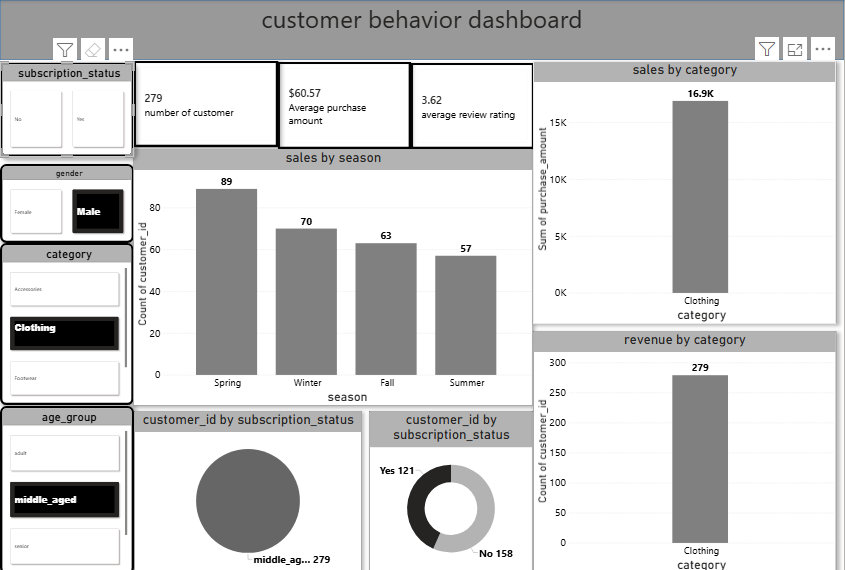 customer behavior dashboard
subscription_status
No
Yes
gender
Female
Male
category
Accessories
Clothing
Footwear
age_group
adult
middle_aged
senior
279
number of customer
$60.57
Average purchase
amount
3.62
average review rating
sales by season
Count of customer_id
80
60
40
20
0
89
70
63
57
Spring
Winter
Fall
Summer
season
customer_id by subscription_status
middle_ag... 279
customer_id by
subscription_status
Yes 121
No 158
sales by category
Sum of purchase_amount
15K
10K
5K
0K
16.9K
Clothing
category
revenue by category
Count of customer_id
300
250
200
150
100
50
0
279
Clothing
category